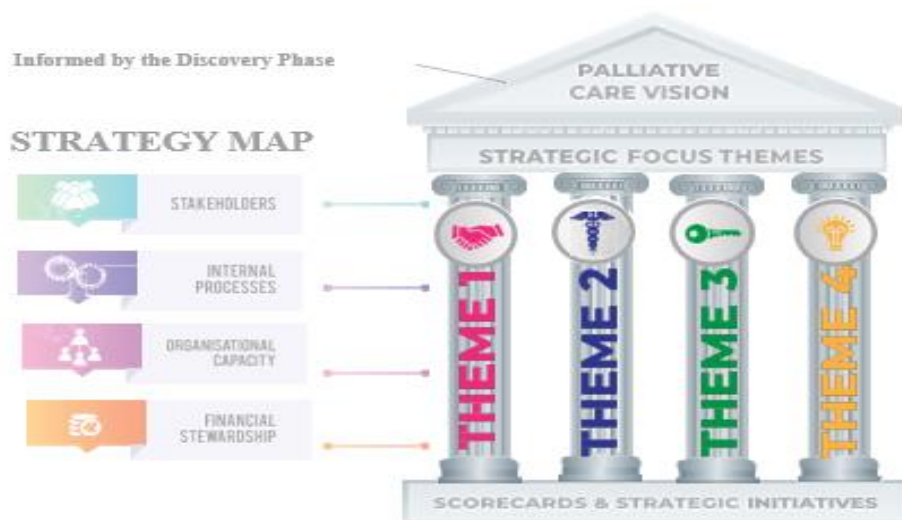 Informed by the Discovery Phase
PALLIATIVE
CARE VISION
STRATEGY MAP
STRATEGIC FOCUS THEMES
STAKEHOLDERS
INTERNAL
PROCESSES
ORGANISATIONAL
CAPACITY
FINANCIAL
STEWARDSHIP
THEME 1
THEME 2
THEME 3
THEME 4
SCORECARDS & STRATEGIC INITIATIVES